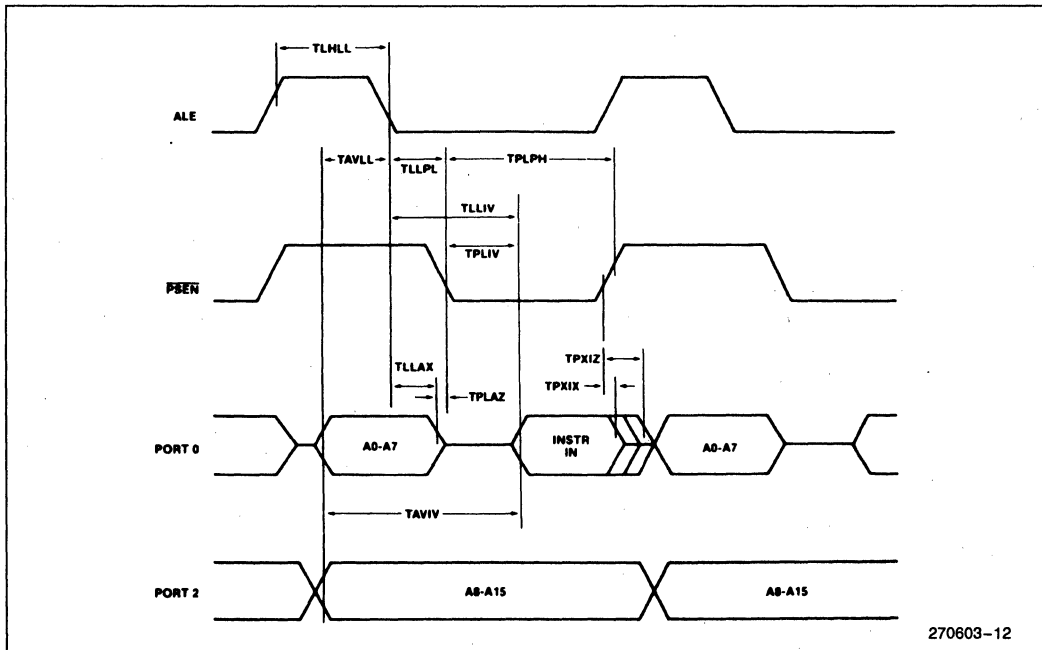 TLHLL
ALE
TAVLL
TLLPL
TPLPH
TLLIV
TPLIV
PSEN
TLLAX
TPXIZ
TPXIX
TPLAZ
PORT 0
A0-A7
INSTR
IN
A0-A7
TAVIV
PORT 2
A8-A15
A8-A15
270603-12